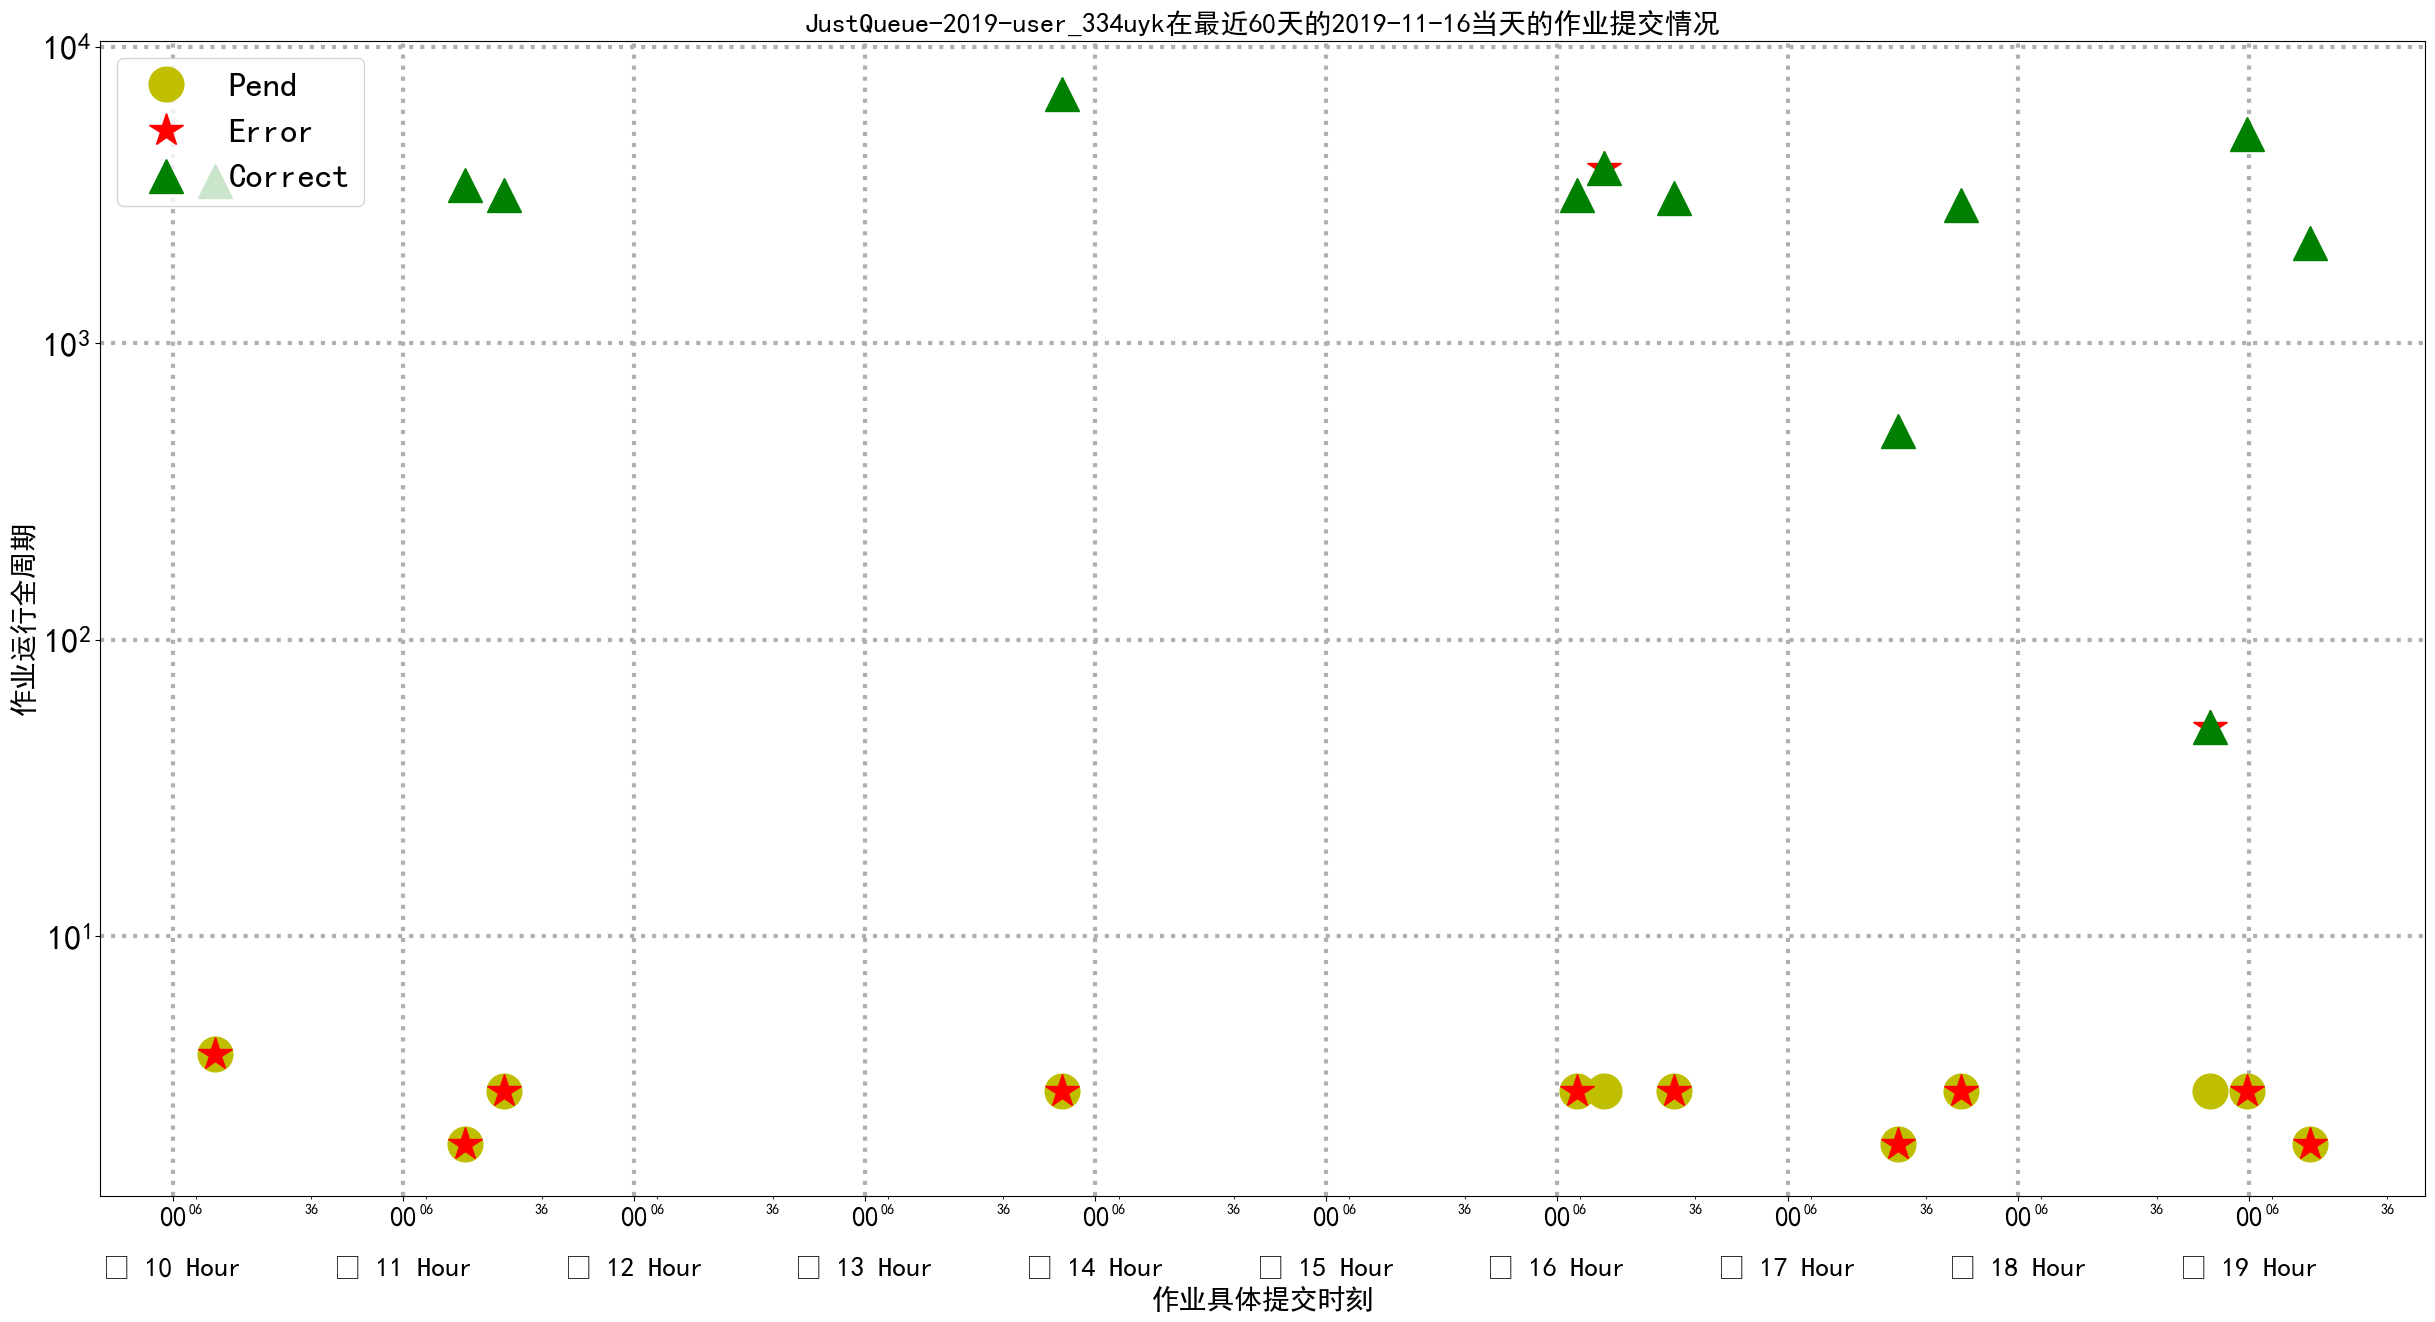 JustQueue-2019-user_334uyk在最近60天的2019-11-16当天的作业提交情况
Pend
Error
Correct
10⁴
10³
10²
10¹
作业运行全周期
00 06 36 00 06 36 00 06 36 00 06 36 00 06 36 00 06 36 00 06 36 00 06 36 00 06 36 00 06 36
□ 10 Hour □ 11 Hour □ 12 Hour □ 13 Hour □ 14 Hour □ 15 Hour □ 16 Hour □ 17 Hour □ 18 Hour □ 19 Hour
作业具体提交时刻